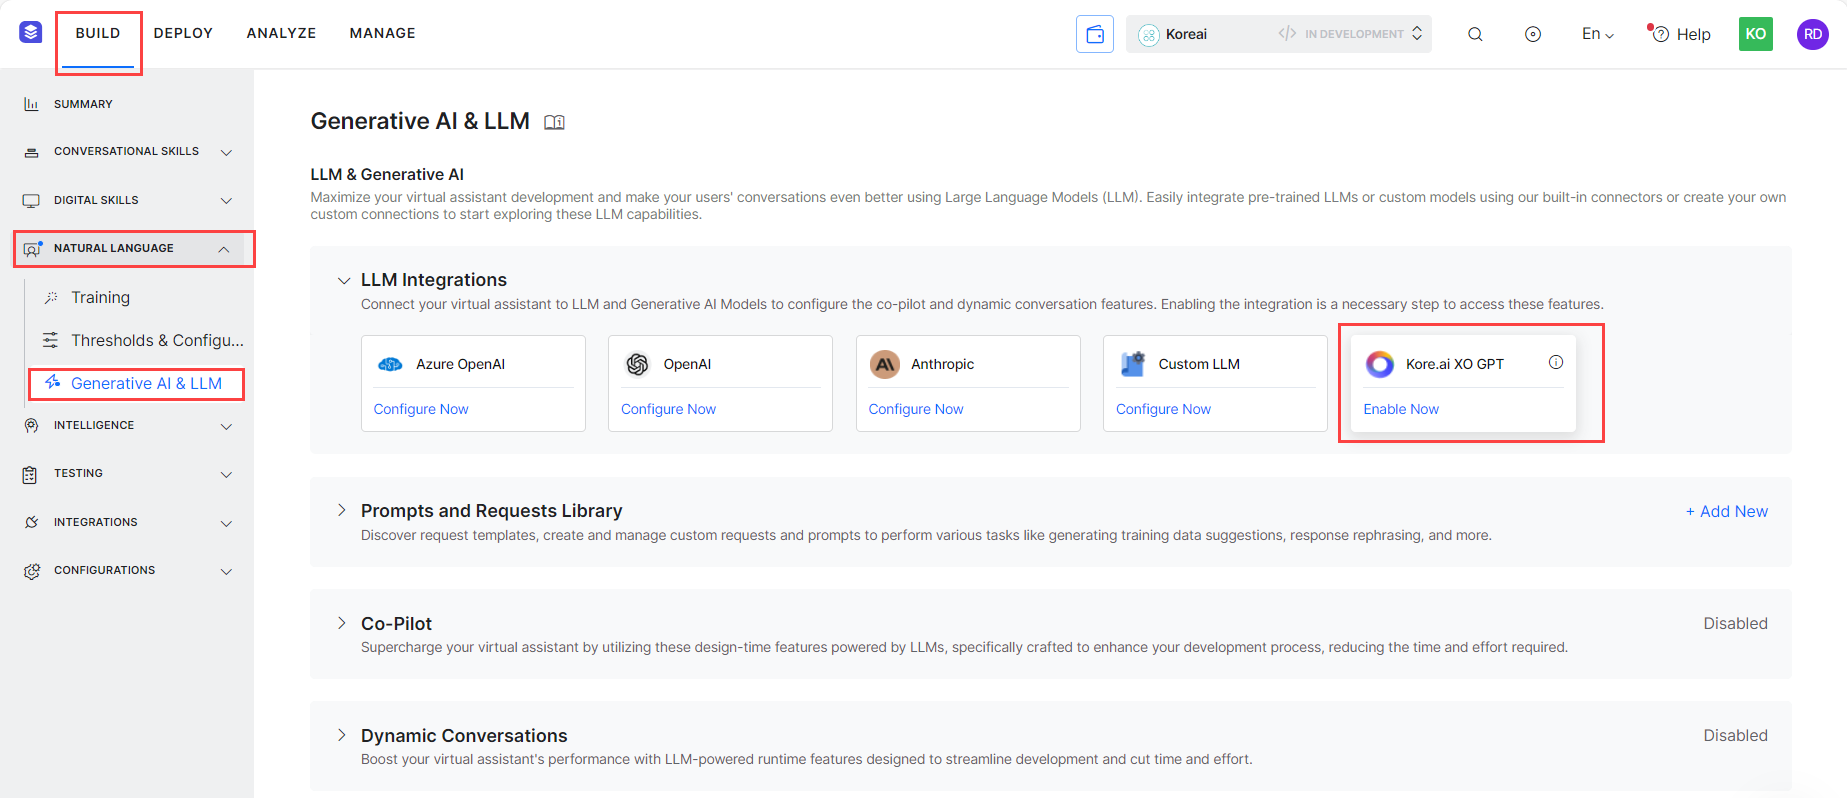 BUILD DEPLOY ANALYZE MANAGE
Koreai </> IN DEVELOPMENT En Help KO RD
SUMMARY
CONVERSATIONAL SKILLS
DIGITAL SKILLS
NATURAL LANGUAGE
Training
Thresholds & Configu...
Generative AI & LLM
INTELLIGENCE
TESTING
INTEGRATIONS
CONFIGURATIONS
Generative AI & LLM
LLM & Generative AI
Maximize your virtual assistant development and make your users' conversations even better using Large Language Models (LLM). Easily integrate pre-trained LLMs or custom models using our built-in connectors or create your own
custom connections to start exploring these LLM capabilities.
LLM Integrations
Connect your virtual assistant to LLM and Generative AI Models to configure the co-pilot and dynamic conversation features. Enabling the integration is a necessary step to access these features.
Azure OpenAI
Configure Now
OpenAI
Configure Now
Anthropic
Configure Now
Custom LLM
Configure Now
Kore.ai XO GPT
Enable Now
Prompts and Requests Library
+ Add New
Discover request templates, create and manage custom requests and prompts to perform various tasks like generating training data suggestions, response rephrasing, and more.
Co-Pilot
Disabled
Supercharge your virtual assistant by utilizing these design-time features powered by LLMs, specifically crafted to enhance your development process, reducing the time and effort required.
Dynamic Conversations
Disabled
Boost your virtual assistant's performance with LLM-powered runtime features designed to streamline development and cut time and effort.